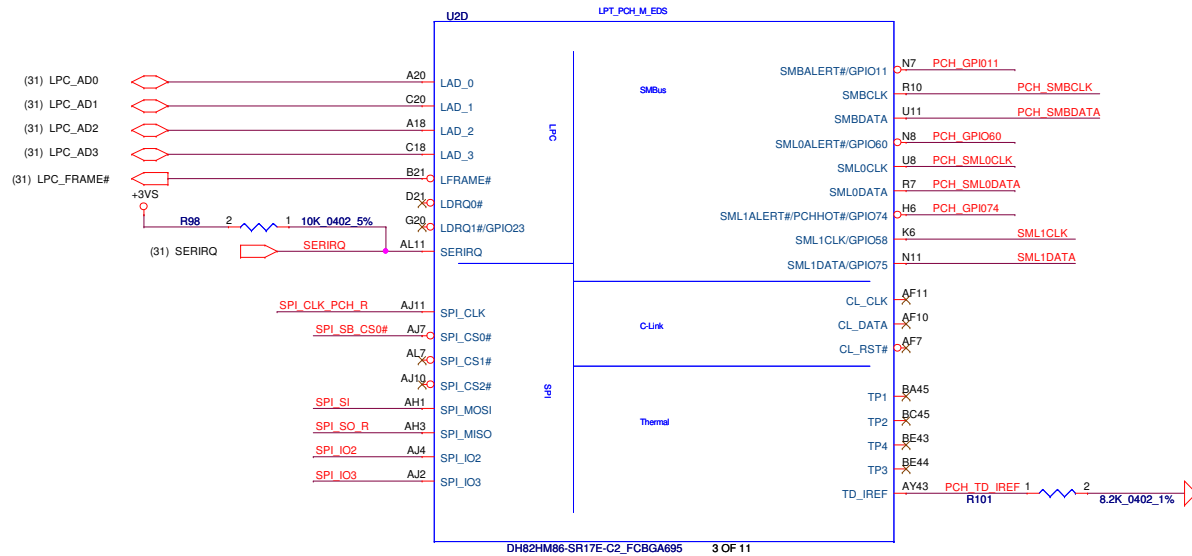 U2D
LPT_PCH_M_EDS
(31) LPC_AD0
A20
LAD_0
(31) LPC_AD1
C20
LAD_1
(31) LPC_AD2
A18
LAD_2
(31) LPC_AD3
C18
LAD_3
(31) LPC_FRAME#
B21
LFRAME#
+3VS
D21
LDRQ0#
R98
2
1
10K_0402_5%
G20
LDRQ1#/GPIO23
(31) SERIRQ
SERIRQ
AL11
SERIRQ
LPC
SPI_CLK_PCH_R
AJ11
SPI_CLK
SPI_SB_CS0#
AJ7
SPI_CS0#
AL7
SPI_CS1#
AJ10
SPI_CS2#
SPI_SI
AH1
SPI_MOSI
SPI_SO_R
AH3
SPI_MISO
SPI_IO2
AJ4
SPI_IO2
SPI_IO3
AJ2
SPI_IO3
SPI
SMBus
SMBALERT#/GPIO11
N7
PCH_GPI011
SMBCLK
R10
PCH_SMBCLK
SMBDATA
U11
PCH_SMBDATA
SML0ALERT#/GPIO60
N8
PCH_GPIO60
SML0CLK
U8
PCH_SML0CLK
SML0DATA
R7
PCH_SML0DATA
SML1ALERT#/PCHHOT#/GPIO74
H6
PCH_GPI074
SML1CLK/GPIO58
K6
SML1CLK
SML1DATA/GPIO75
N11
SML1DATA
C-Link
CL_CLK
AF11
CL_DATA
AF10
CL_RST#
AF7
Thermal
TP1
BA45
TP2
BC45
TP4
BE43
TP3
BE44
TD_IREF
AY43
PCH_TD_IREF
1
2
R101
8.2K_0402_1%
DH82HM86-SR17E-C2_FCBGA695
3 OF 11